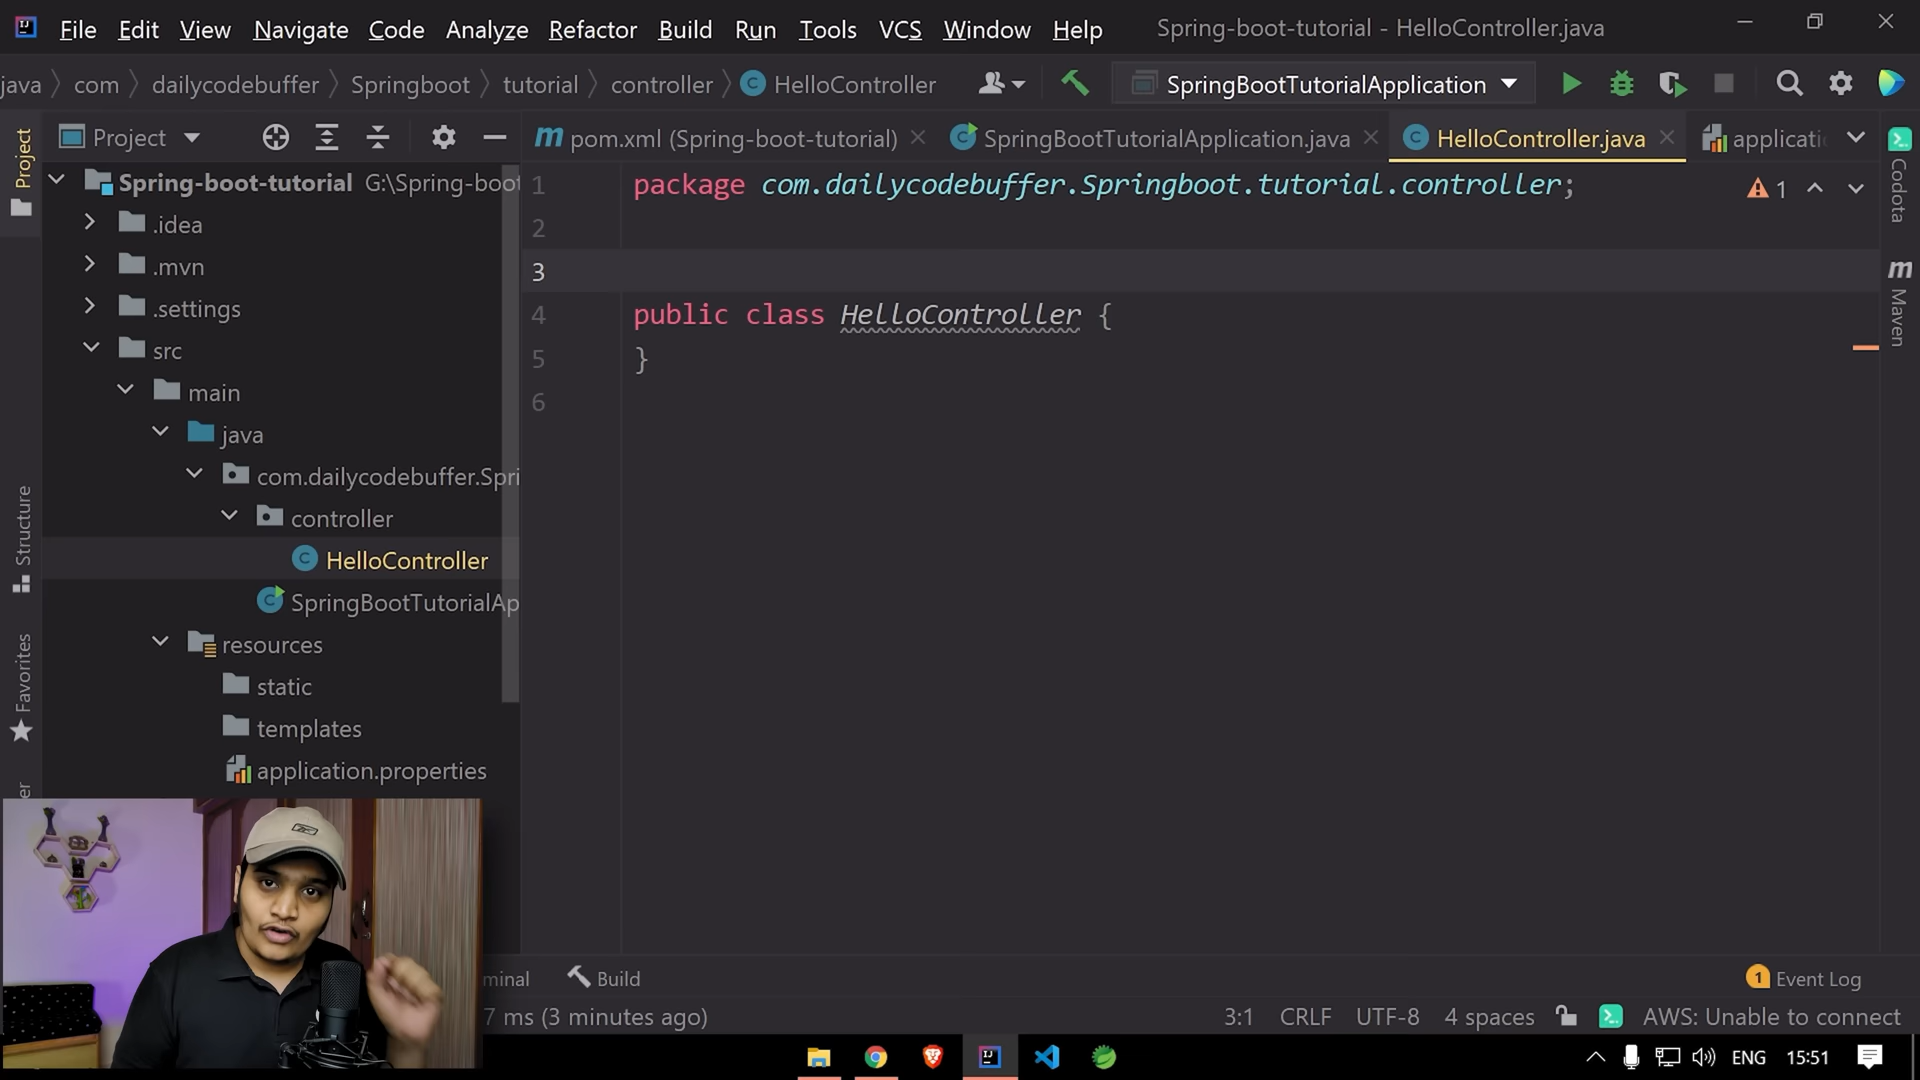 File Edit View Navigate Code Analyze Refactor Build Run Tools VCS Window Help Spring-boot-tutorial - HelloController.java
java com dailycodebuffer Springboot tutorial controller HelloController SpringBootTutorialApplication
Project
pom.xml (Spring-boot-tutorial) SpringBootTutorialApplication.java HelloController.java applicati
Project
Spring-boot-tutorial G:\Spring-boot
.idea
.mvn
.settings
src
main
java
com.dailycodebuffer.Spri
controller
HelloController
SpringBootTutorialAp
resources
static
templates
application.properties
Structure
Favorites
er
1 package com.dailycodebuffer.Springboot.tutorial.controller;
2
3
4 public class HelloController {
5 }
6
1
Codota
Maven
minal Build 1 Event Log
7 ms (3 minutes ago) 3:1 CRLF UTF-8 4 spaces AWS: Unable to connect
ENG 15:51